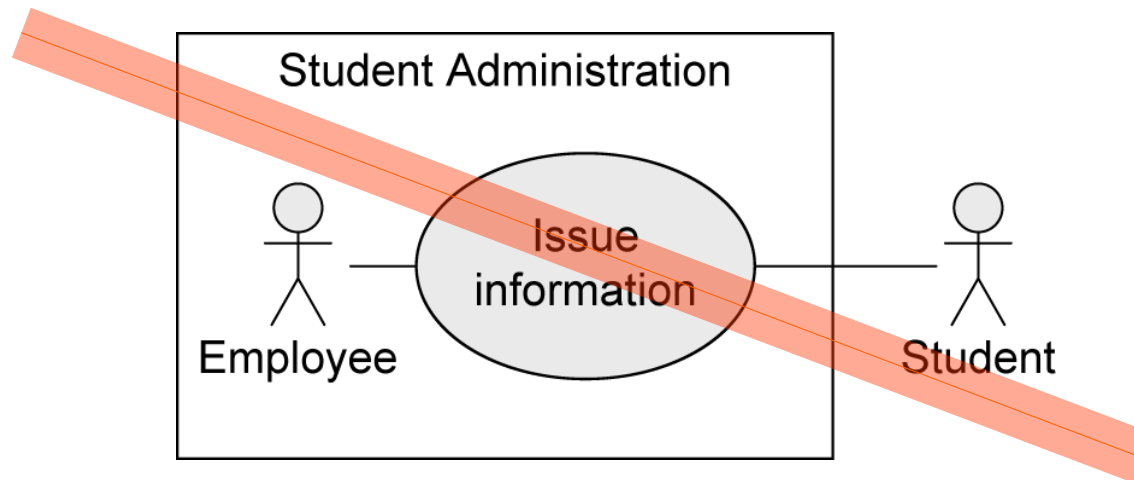 Student Administration
Issue
information
Employee
Student